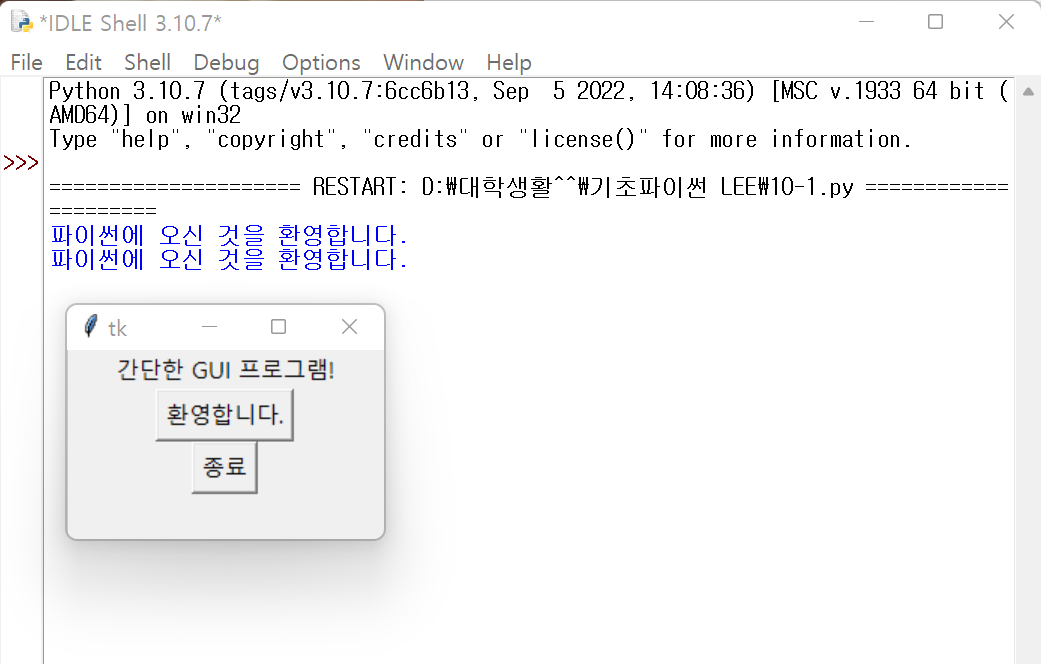 *IDLE Shell 3.10.7*
File Edit Shell Debug Options Window Help
Python 3.10.7 (tags/v3.10.7:6cc6b13, Sep  5 2022, 14:08:36) [MSC v.1933 64 bit (
AMD64)] on win32
Type "help", "copyright", "credits" or "license()" for more information.
>>>
===================== RESTART: D:\대학생활^^\기초파이썬 LEE\10-1.py ============
=========
파이썬에 오신 것을 환영합니다.
파이썬에 오신 것을 환영합니다.
tk
간단한 GUI 프로그램!
환영합니다.
종료